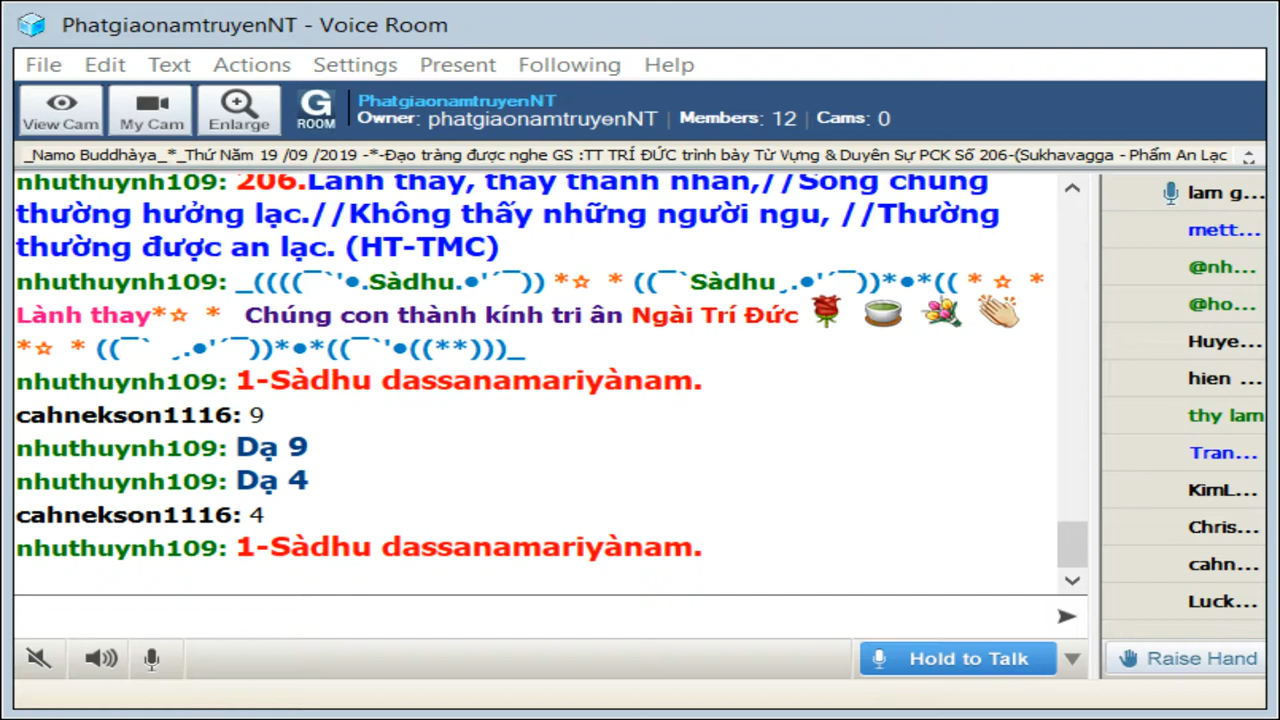 PhatgiaonamtruyenNT - Voice Room
File Edit Text Actions Settings Present Following Help
View Cam My Cam Enlarge G ROOM
PhatgiaonamtruyenNT
Owner: phatgiaonamtruyenNT | Members: 12 | Cams: 0
_Namo Buddhàya_*_Thứ Năm 19 /09 /2019 -*-Đạo tràng được nghe GS :TT TRÍ ĐỨC trình bày Từ Vựng & Duyên Sự PCK Số 206-(Sukhavagga - Phẩm An Lạc
nhuthuynh109: 206.Lành thay, thấy thánh nhân,//Sống chung
thường hưởng lạc.//Không thấy những người ngu, //Thường
thường được an lạc. (HT-TMC)
nhuthuynh109: _((((¯`'●.Sàdhu.●'´¯)) *☆ * ((¯`Sàdhu¸.●'´¯))*●*(( * ☆ *
Lành thay*☆ * Chúng con thành kính tri ân Ngài Trí Đức
*☆ * ((¯` ¸.●'´¯))*●*((¯`'●((**)))_
nhuthuynh109: 1-Sàdhu dassanamariyànam.
cahnekson1116: 9
nhuthuynh109: Dạ 9
nhuthuynh109: Dạ 4
cahnekson1116: 4
nhuthuynh109: 1-Sàdhu dassanamariyànam.
lam g...
mett...
@nh...
@ho...
Huye...
hien ...
thy lam
Tran...
KimL...
Chris...
cahn...
Luck...
Hold to Talk
Raise Hand